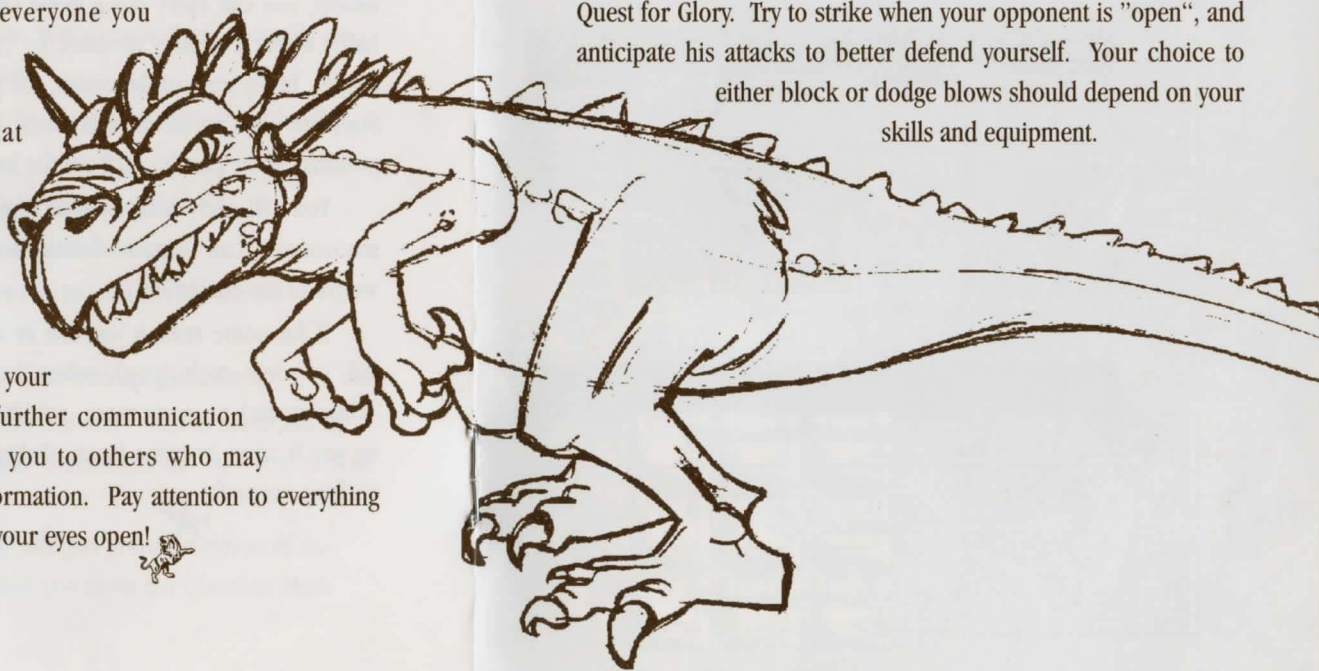 everyone you
at
your
further communication
you to others who may
ormation. Pay attention to everything
your eyes open!
Quest for Glory. Try to strike when your opponent is ”open“, and
anticipate his attacks to better defend yourself. Your choice to
either block or dodge blows should depend on your
skills and equipment.